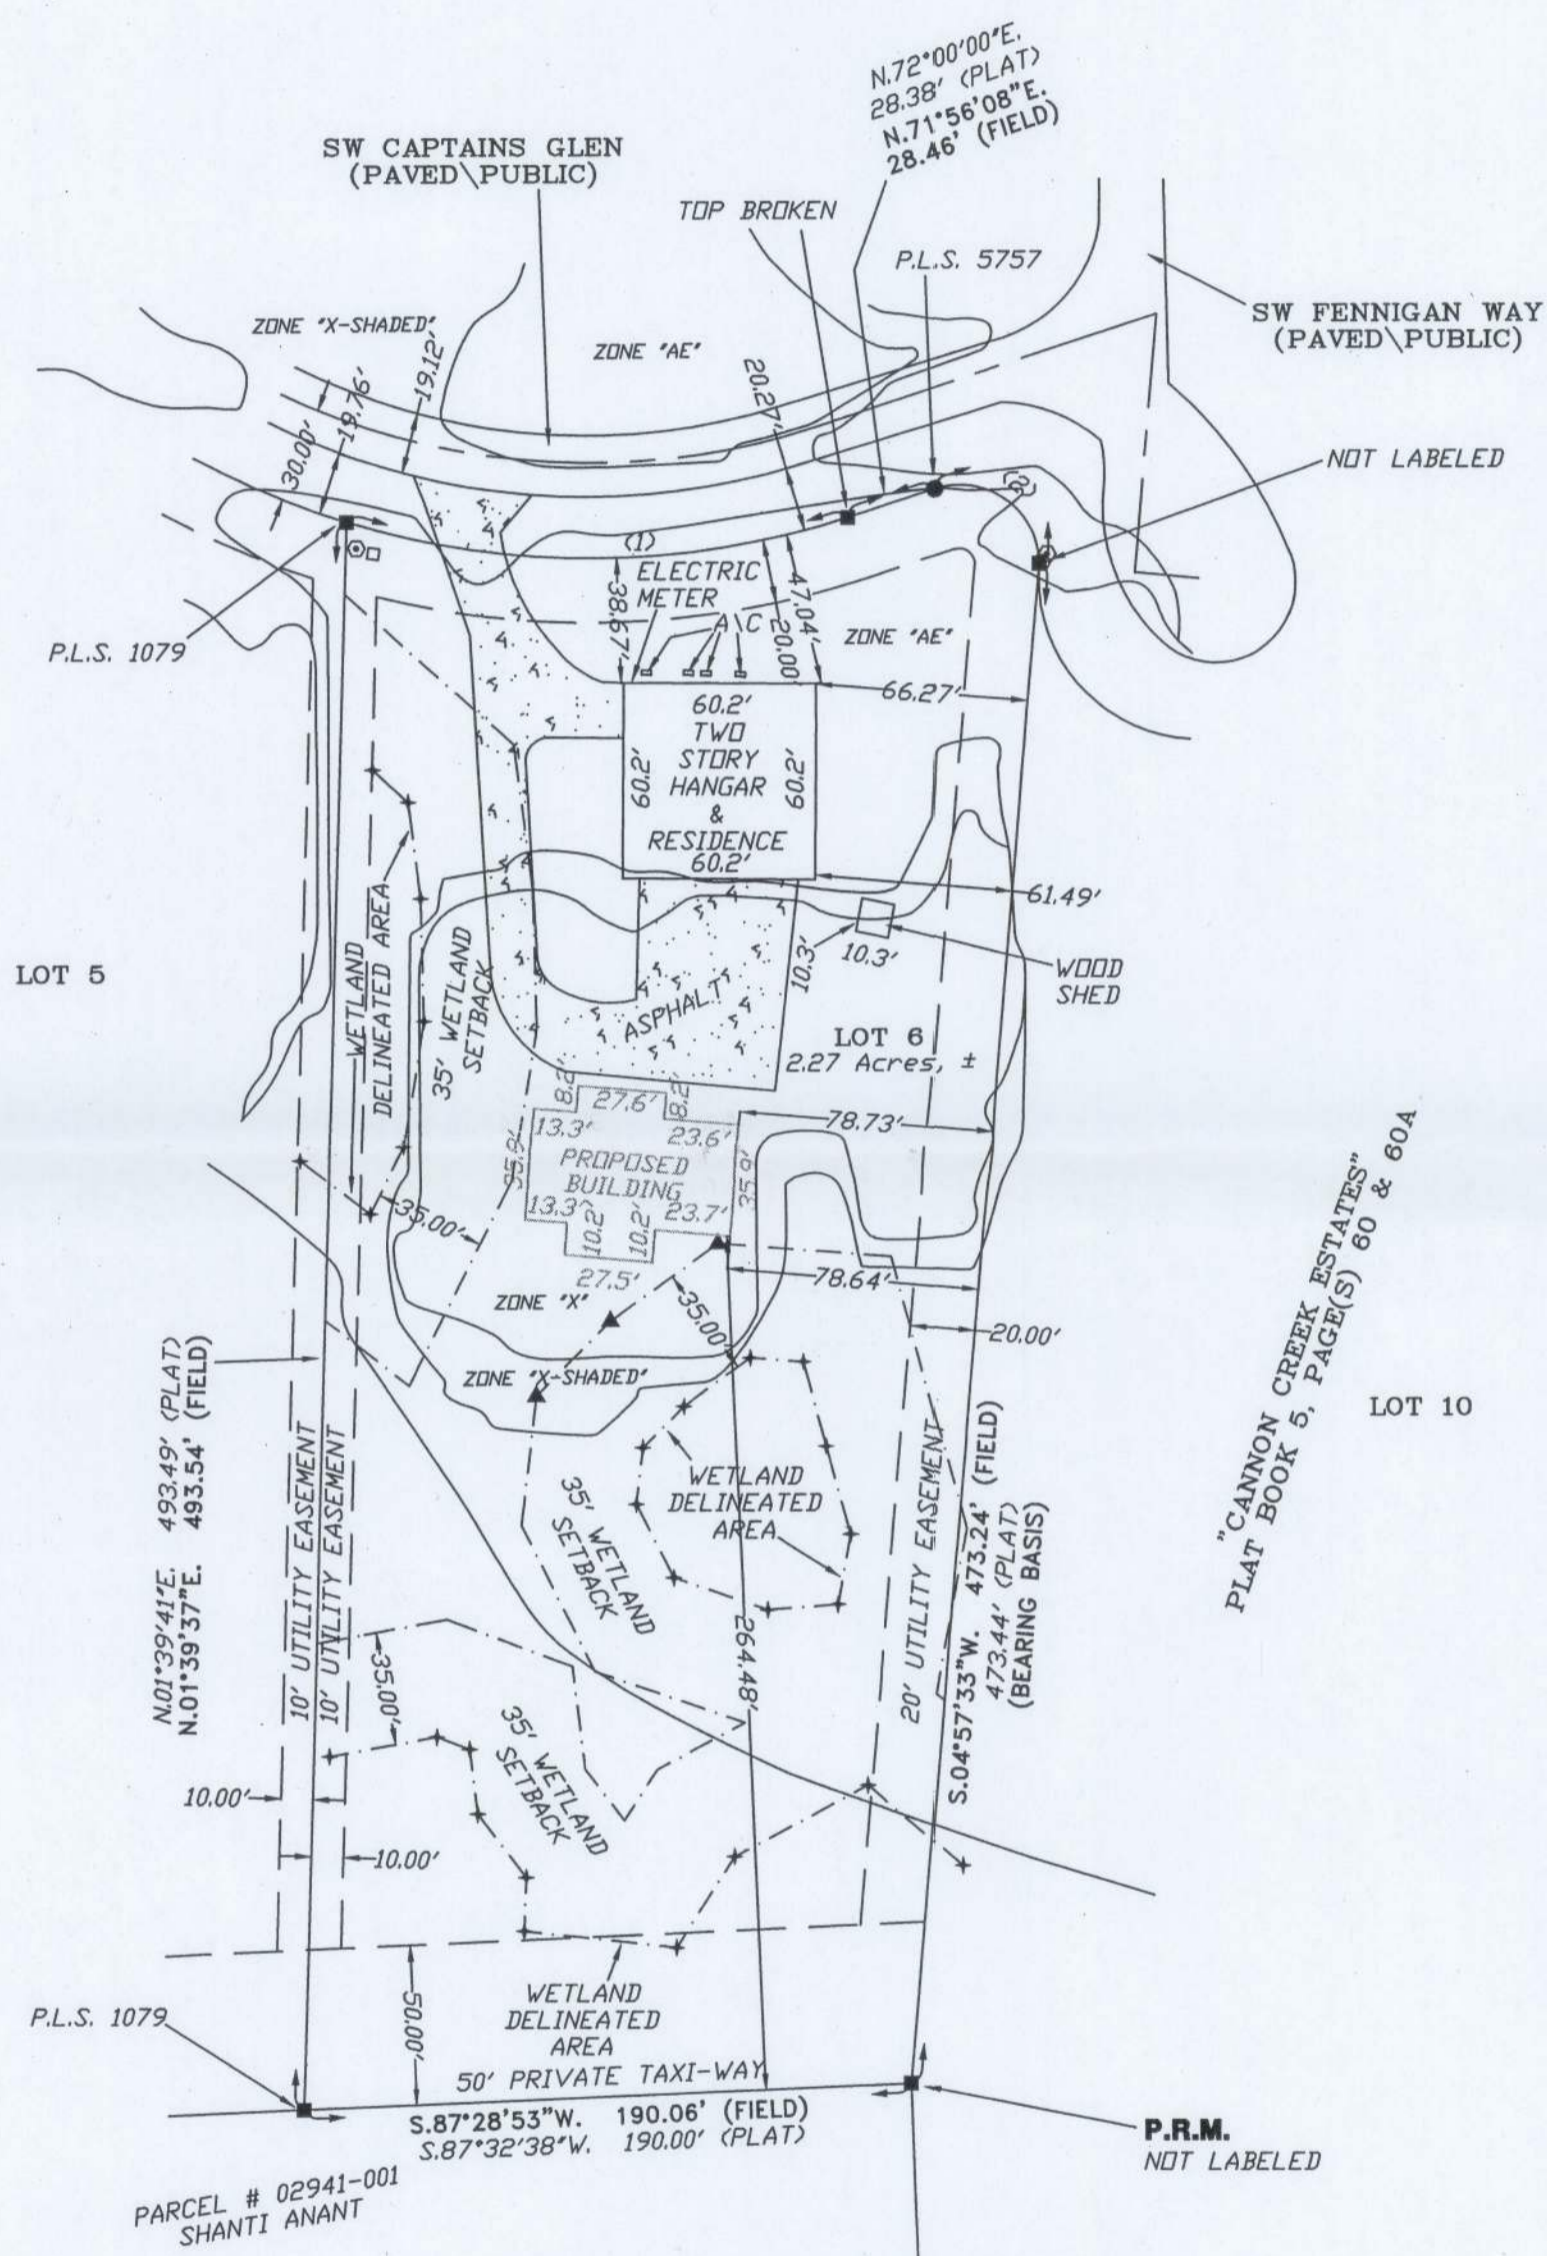 N.72°00'00"E.
28.38' (PLAT)
N.71°56'08"E.
28.46' (FIELD)
SW CAPTAINS GLEN
(PAVED\PUBLIC)
TOP BROKEN
P.L.S. 5757
SW FENNIGAN WAY
(PAVED\PUBLIC)
ZONE "X-SHADED"
ZONE "AE"
19.12'
19.76'
30.00'
20.27'
NOT LABELED
(1)
(2)
ELECTRIC
METER
A\C
38.67'
47.04'
20.00'
ZONE "AE"
P.L.S. 1079
66.27'
60.2'
TWO
STORY
HANGAR
&
RESIDENCE
60.2'
60.2'
60.2'
61.49'
WETLAND
DELINEATED AREA
35' WETLAND
SETBACK
LOT 5
10.3'
10.3'
WOOD
SHED
ASPHALT
LOT 6
2.27 Acres, ±
8.2'
27.6'
8.2'
13.3'
23.6'
78.73'
35.9'
PROPOSED
BUILDING
35.6'
13.3'
10.2'
10.2'
23.7'
27.5'
35.00'
78.64'
ZONE "X"
35.00'
20.00'
ZONE "X-SHADED"
"CANNON CREEK ESTATES"
PLAT BOOK 5, PAGE(S) 60 & 60A
LOT 10
N.01°39'41"E. 493.49' (PLAT)
N.01°39'37"E. 493.54' (FIELD)
10' UTILITY EASEMENT
10' UTILITY EASEMENT
WETLAND
DELINEATED
AREA
35' WETLAND
SETBACK
264.48'
20' UTILITY EASEMENT
S.04°57'33"W. 473.24' (FIELD)
473.44' (PLAT)
(BEARING BASIS)
35.00'
35' WETLAND
SETBACK
10.00'
10.00'
50.00'
WETLAND
DELINEATED
AREA
50' PRIVATE TAXI-WAY
P.L.S. 1079
S.87°28'53"W. 190.06' (FIELD)
S.87°32'38"W. 190.00' (PLAT)
P.R.M.
NOT LABELED
PARCEL # 02941-001
SHANTI ANANT